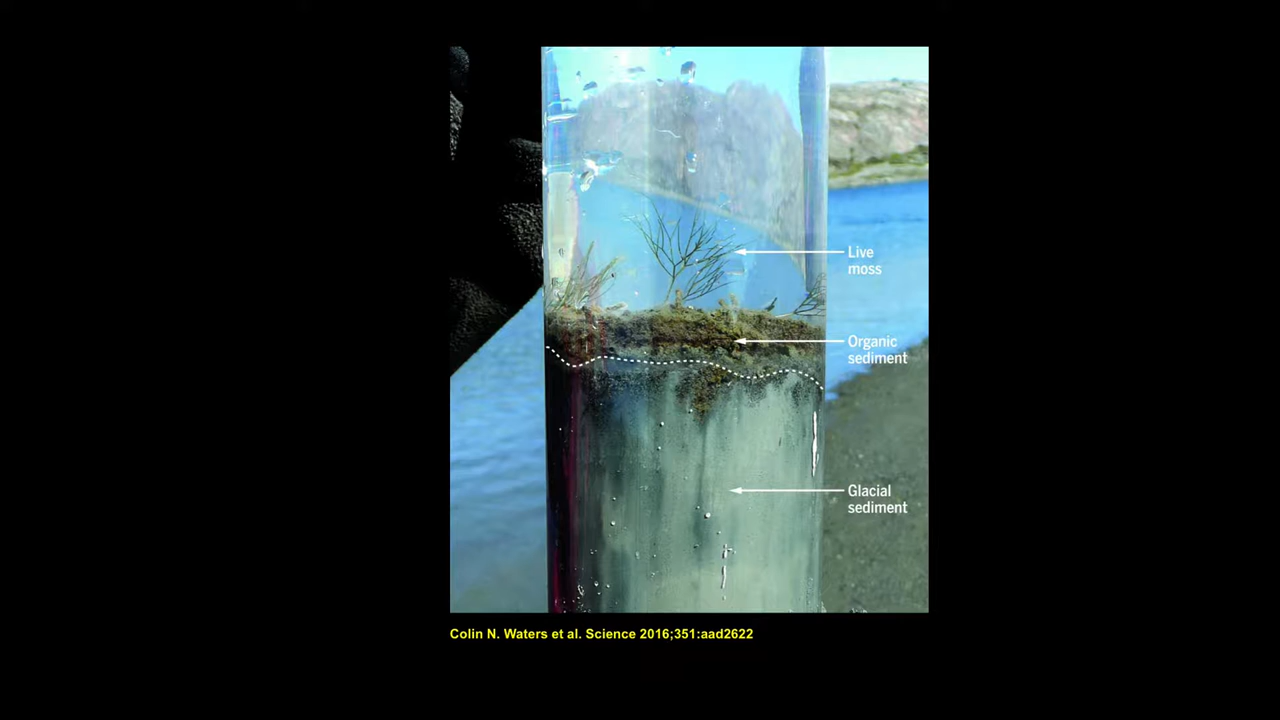 Live
moss
Organic
sediment
Glacial
sediment
Colin N. Waters et al. Science 2016;351:aad2622